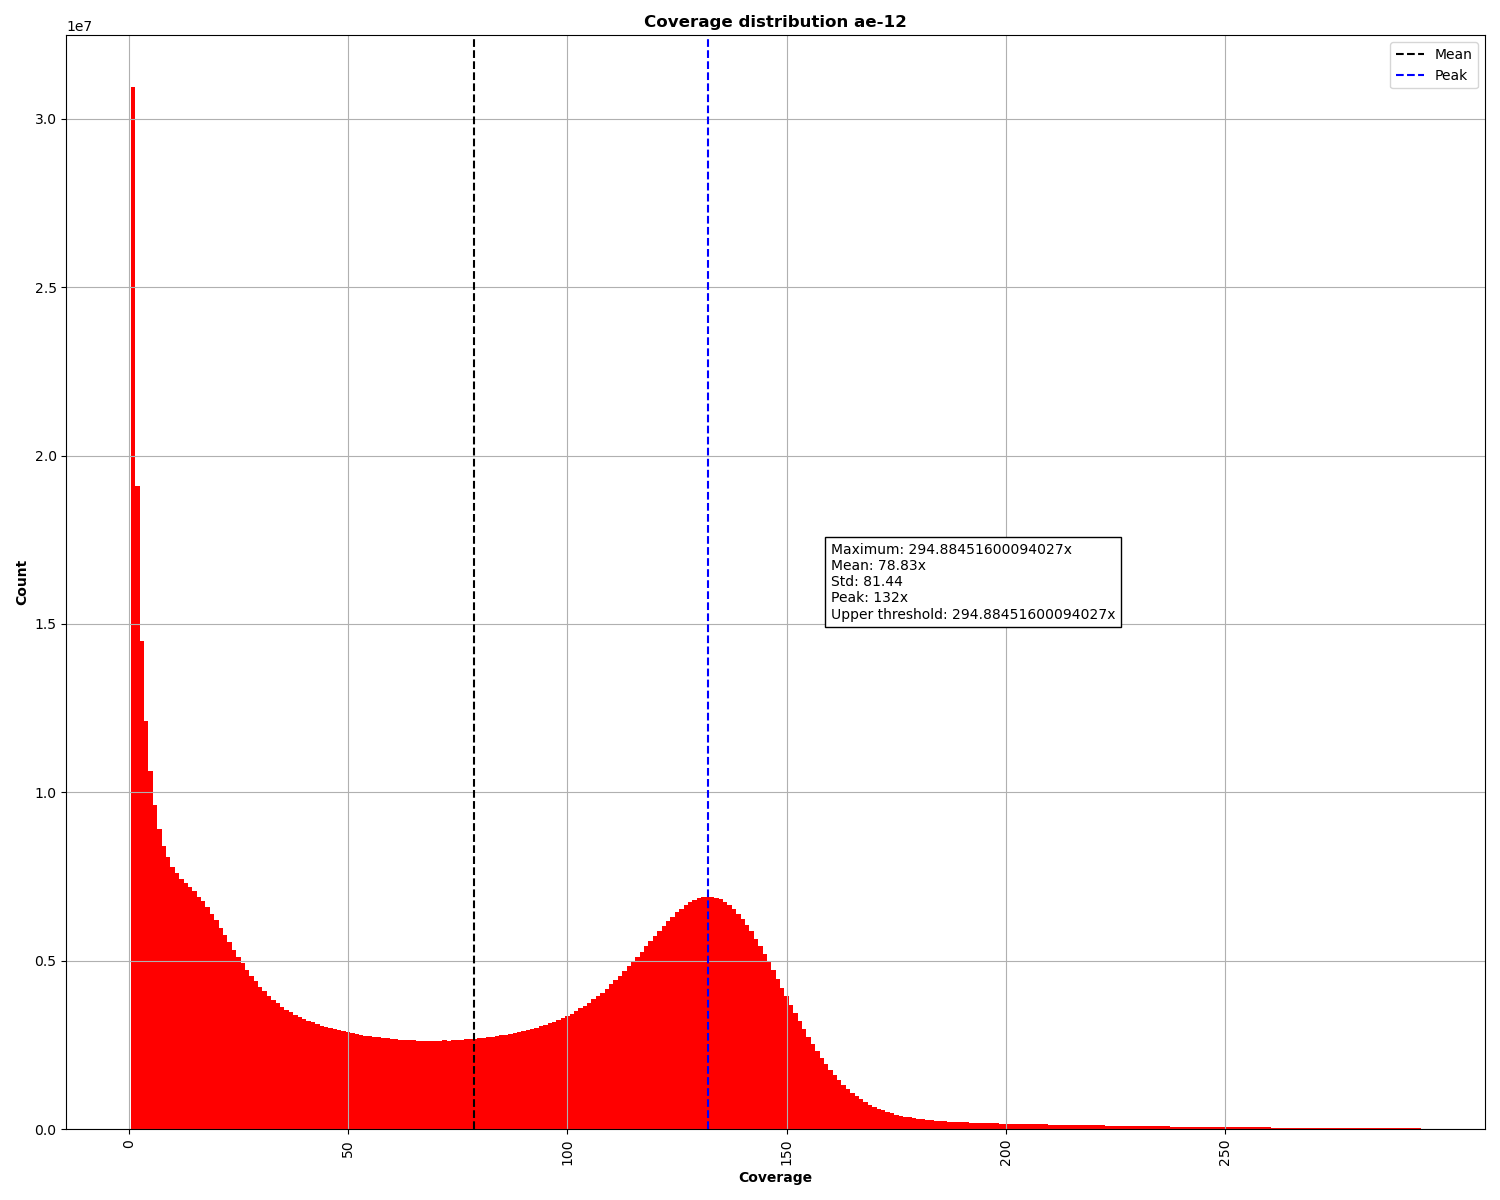 Coverage distribution ae-12
1e7
Mean
Peak
3.0
2.5
2.0
1.5
1.0
0.5
0.0
Count
Maximum: 294.88451600094027x
Mean: 78.83x
Std: 81.44
Peak: 132x
Upper threshold: 294.88451600094027x
0
50
100
150
200
250
Coverage